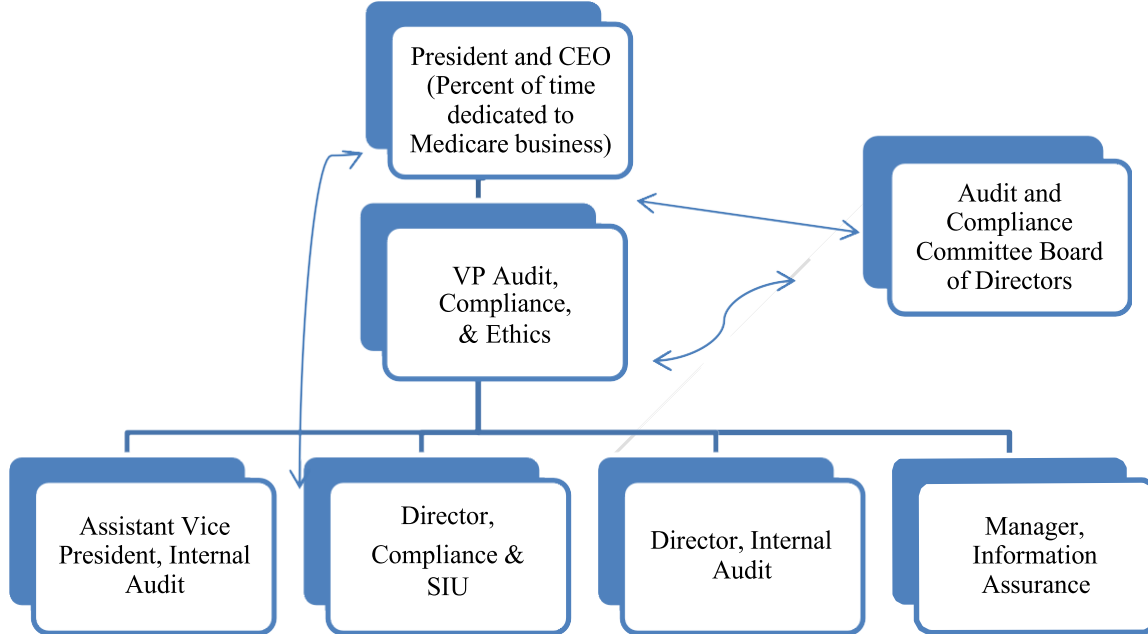 President and CEO
(Percent of time
dedicated to
Medicare business)
Audit and
Compliance
Committee Board
of Directors
VP Audit,
Compliance,
& Ethics
Assistant Vice
President, Internal
Audit
Director,
Compliance &
SIU
Director, Internal
Audit
Manager,
Information
Assurance